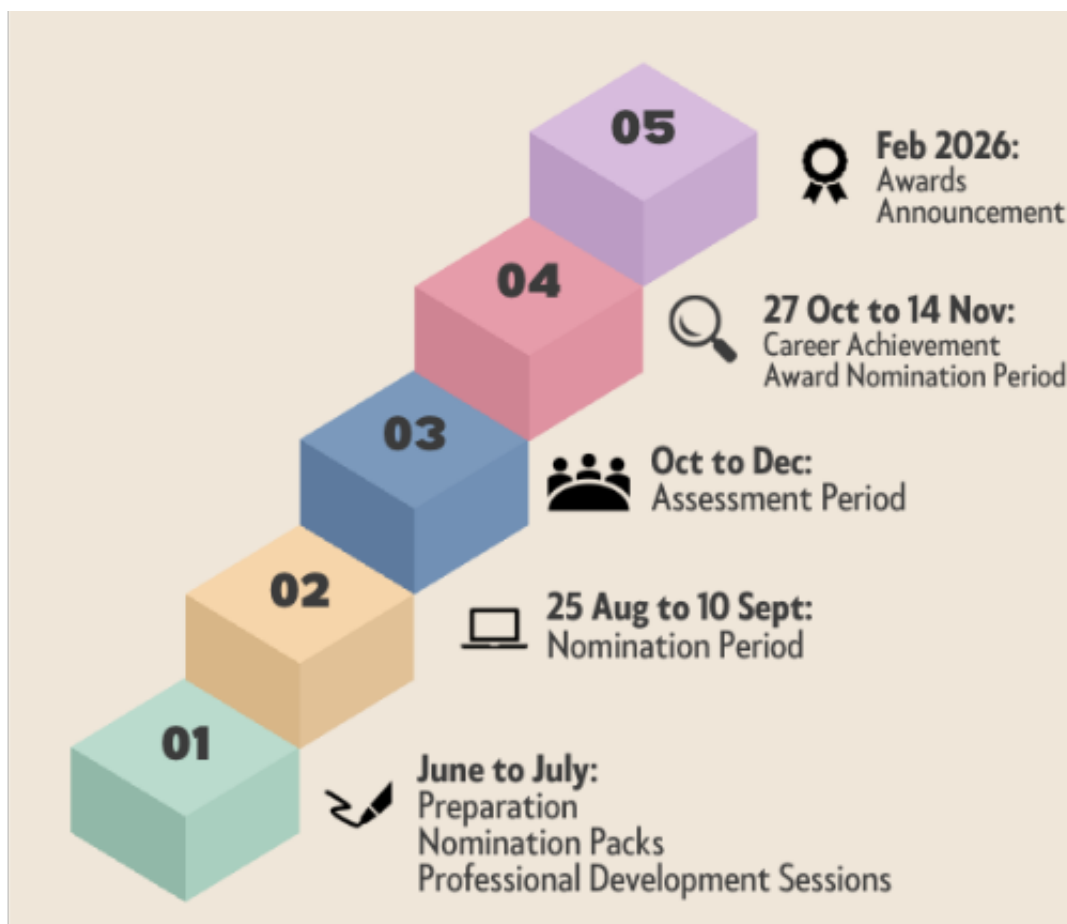 05
Feb 2026:
Awards
Announcement
04
27 Oct to 14 Nov:
Career Achievement
Award Nomination Period
03
Oct to Dec:
Assessment Period
02
25 Aug to 10 Sept:
Nomination Period
01
June to July:
Preparation
Nomination Packs
Professional Development Sessions